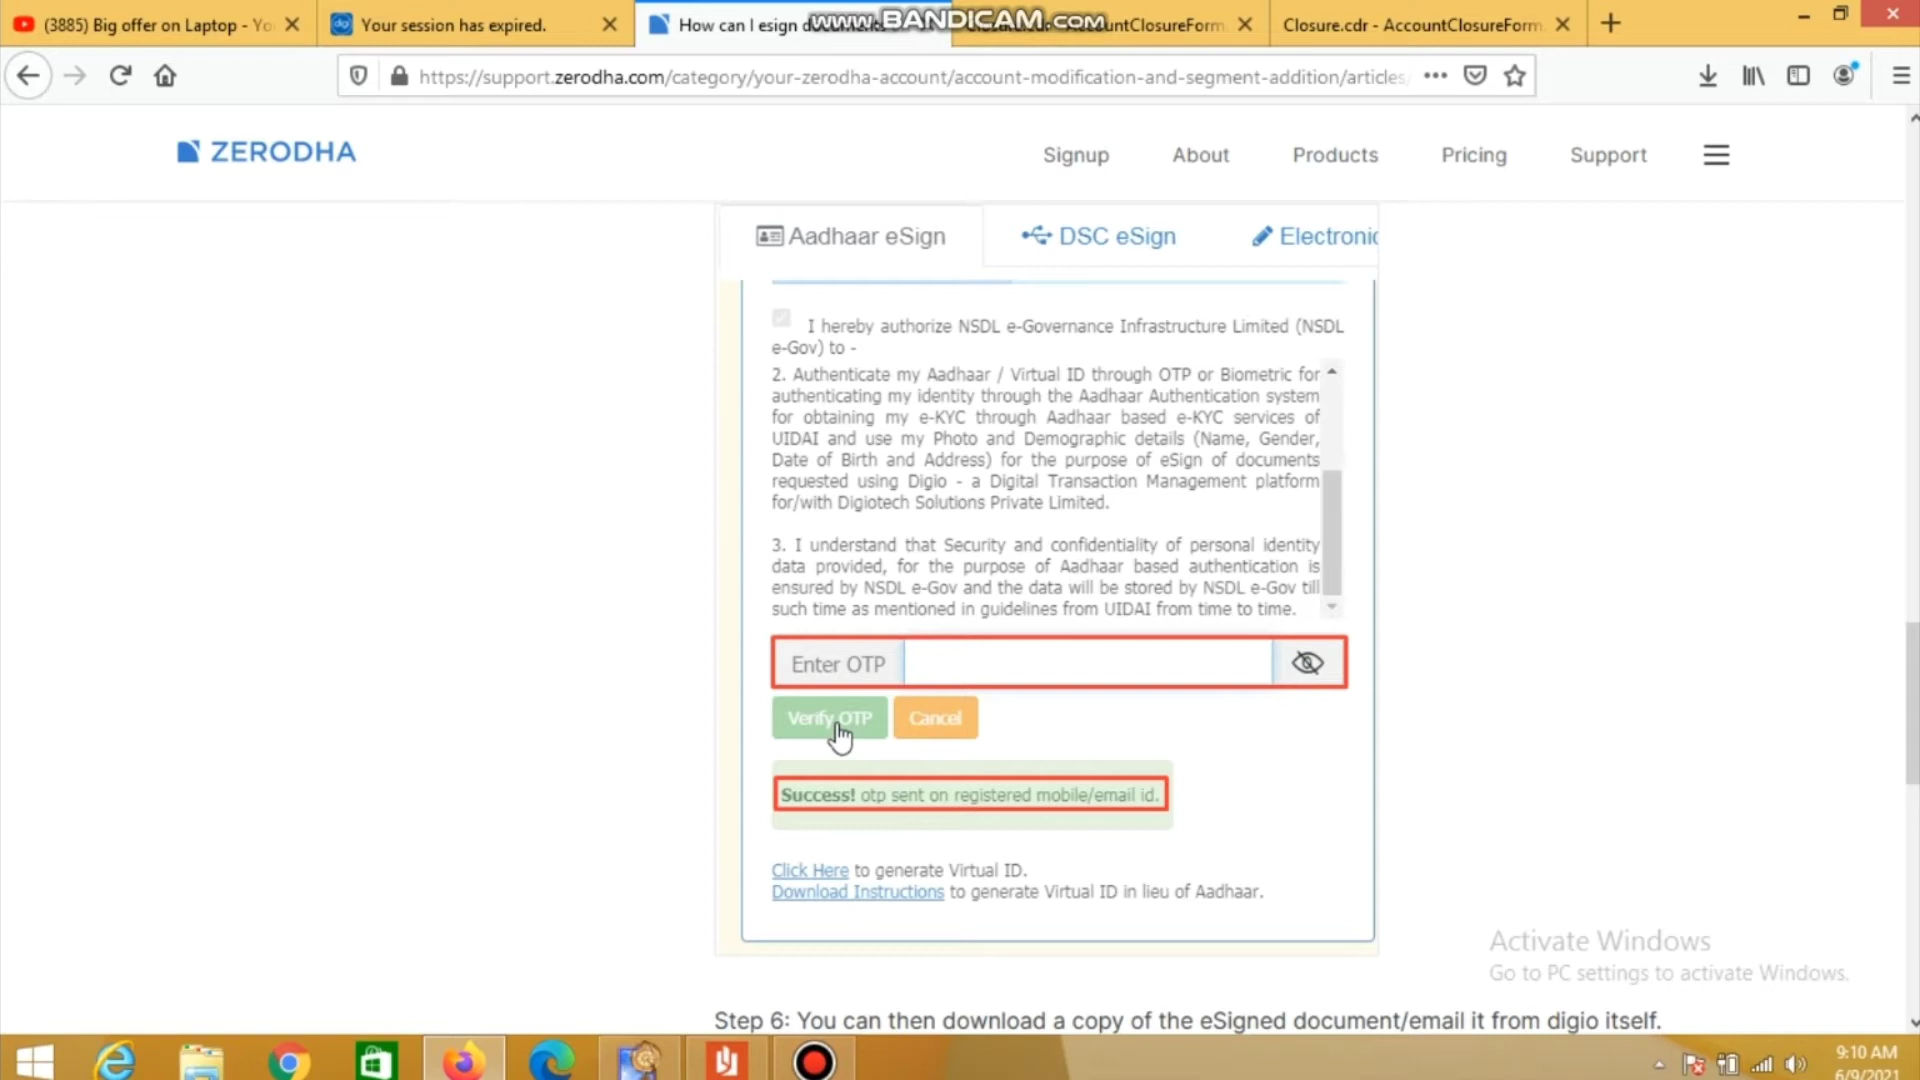 (3885) Big offer on Laptop - Yo
Your session has expired.
How can I esign documents
www.BANDICAM.com
AccountClosureForm
Closure.cdr - AccountClosureForm
https://support.zerodha.com/category/your-zerodha-account/account-modification-and-segment-addition/articles/
ZERODHA
Signup
About
Products
Pricing
Support
Aadhaar eSign
DSC eSign
Electronic
I hereby authorize NSDL e-Governance Infrastructure Limited (NSDL
e-Gov) to -
2. Authenticate my Aadhaar / Virtual ID through OTP or Biometric for
authenticating my identity through the Aadhaar Authentication system
for obtaining my e-KYC through Aadhaar based e-KYC services of
UIDAI and use my Photo and Demographic details (Name, Gender,
Date of Birth and Address) for the purpose of eSign of documents
requested using Digio - a Digital Transaction Management platform
for/with Digiotech Solutions Private Limited.
3. I understand that Security and confidentiality of personal identity
data provided, for the purpose of Aadhaar based authentication is
ensured by NSDL e-Gov and the data will be stored by NSDL e-Gov till
such time as mentioned in guidelines from UIDAI from time to time.
Enter OTP
Verify OTP
Cancel
Success! otp sent on registered mobile/email id.
Click Here to generate Virtual ID.
Download Instructions to generate Virtual ID in lieu of Aadhaar.
Activate Windows
Go to PC settings to activate Windows.
Step 6: You can then download a copy of the eSigned document/email it from digio itself.
9:10 AM
6/9/2021